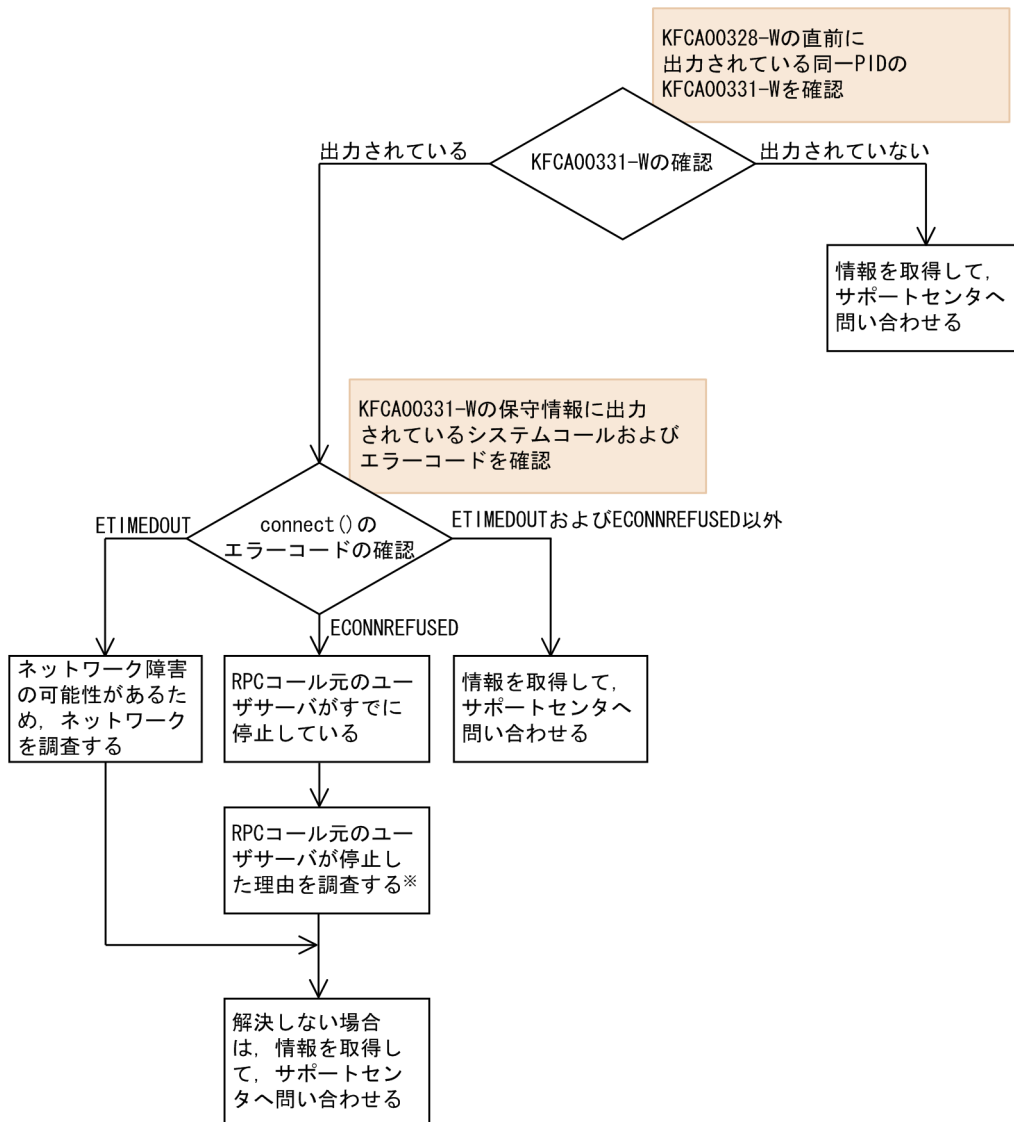 KFCA00328-Wの直前に
出力されている同一PIDの
KFCA00331-Wを確認
出力されている
KFCA00331-Wの確認
出力されていない
情報を取得して，
サポートセンタへ
問い合わせる
KFCA00331-Wの保守情報に出力
されているシステムコールおよび
エラーコードを確認
ETIMEDOUT
connect()の
エラーコードの確認
ETIMEDOUTおよびECONNREFUSED以外
ECONNREFUSED
ネットワーク障害
の可能性があるた
め，ネットワーク
を調査する
RPCコール元のユー
ザサーバがすでに
停止している
情報を取得して，
サポートセンタへ
問い合わせる
RPCコール元のユー
ザサーバが停止し
た理由を調査する※
解決しない場合
は，情報を取得し
て，サポートセン
タへ問い合わせる